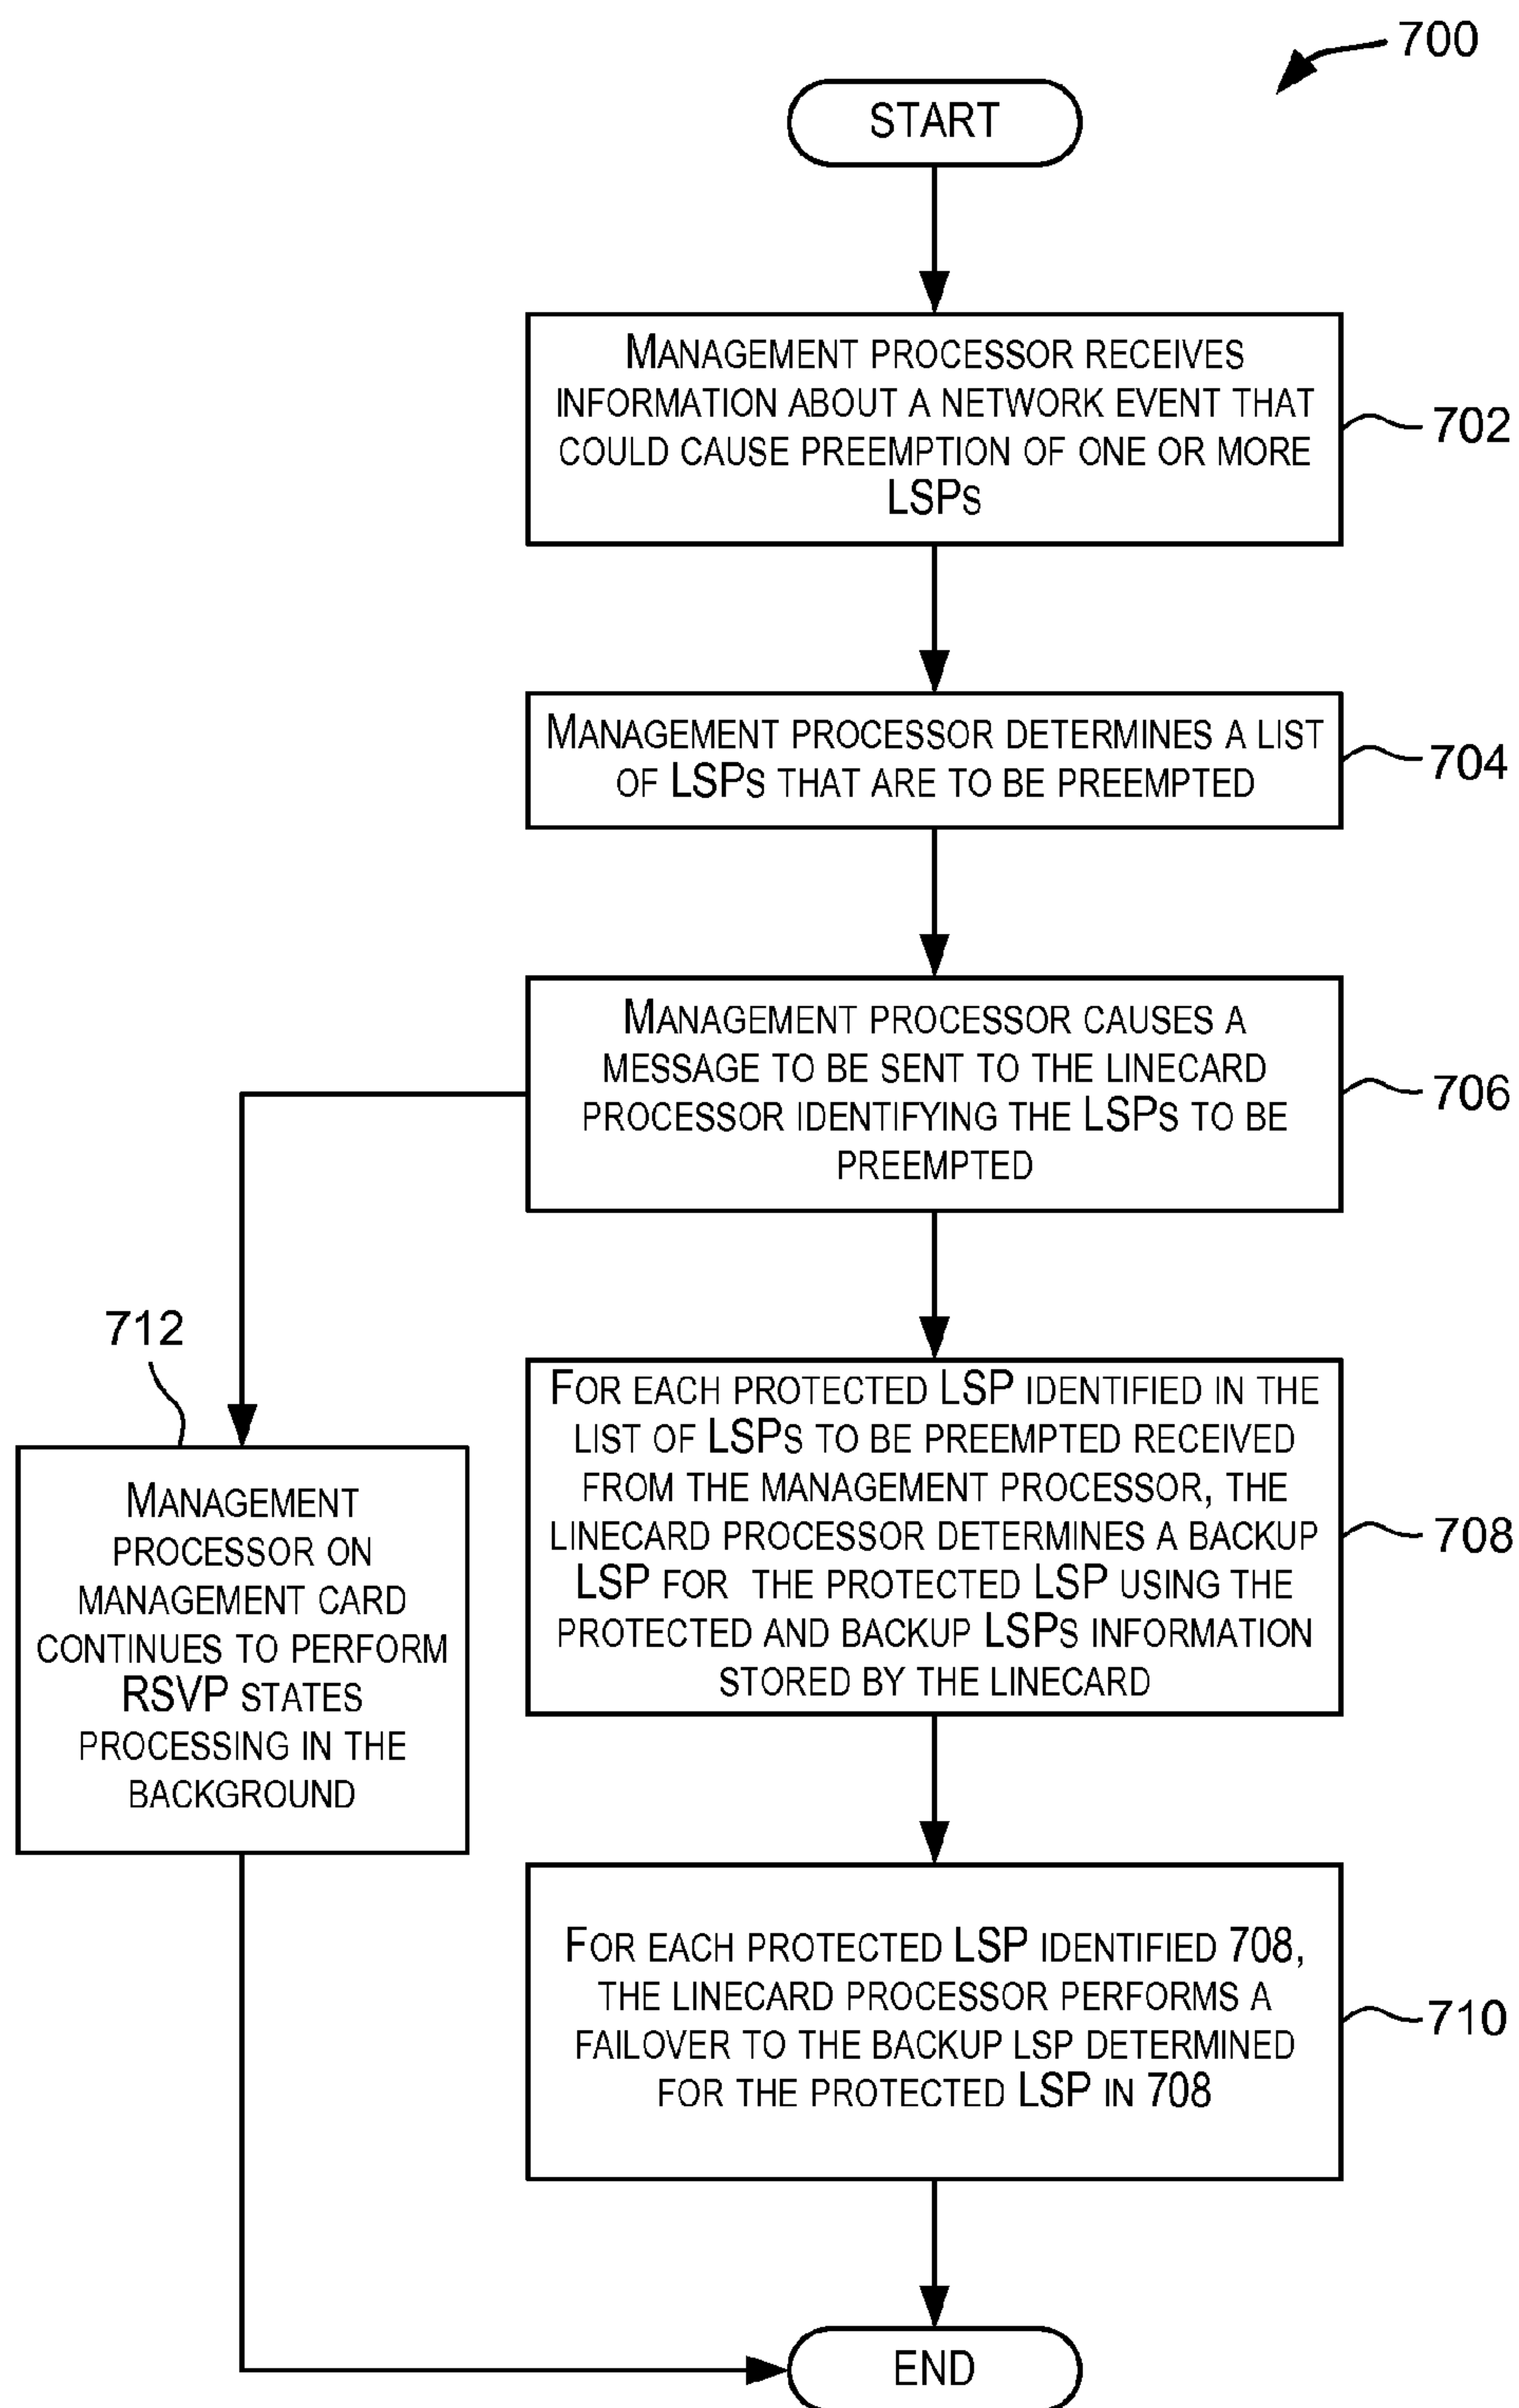 700
START
Management processor receives
information about a network event that
could cause preemption of one or more
LSPs
702
Management processor determines a list
of LSPs that are to be preempted
704
Management processor causes a
message to be sent to the linecard
processor identifying the LSPs to be
preempted
706
712
Management
processor on
management card
continues to perform
RSVP states
processing in the
background
For each protected LSP identified in the
list of LSPs to be preempted received
from the management processor, the
linecard processor determines a backup
LSP for the protected LSP using the
protected and backup LSPs information
stored by the linecard
708
For each protected LSP identified 708,
the linecard processor performs a
failover to the backup lsp determined
for the protected LSP in 708
710
END